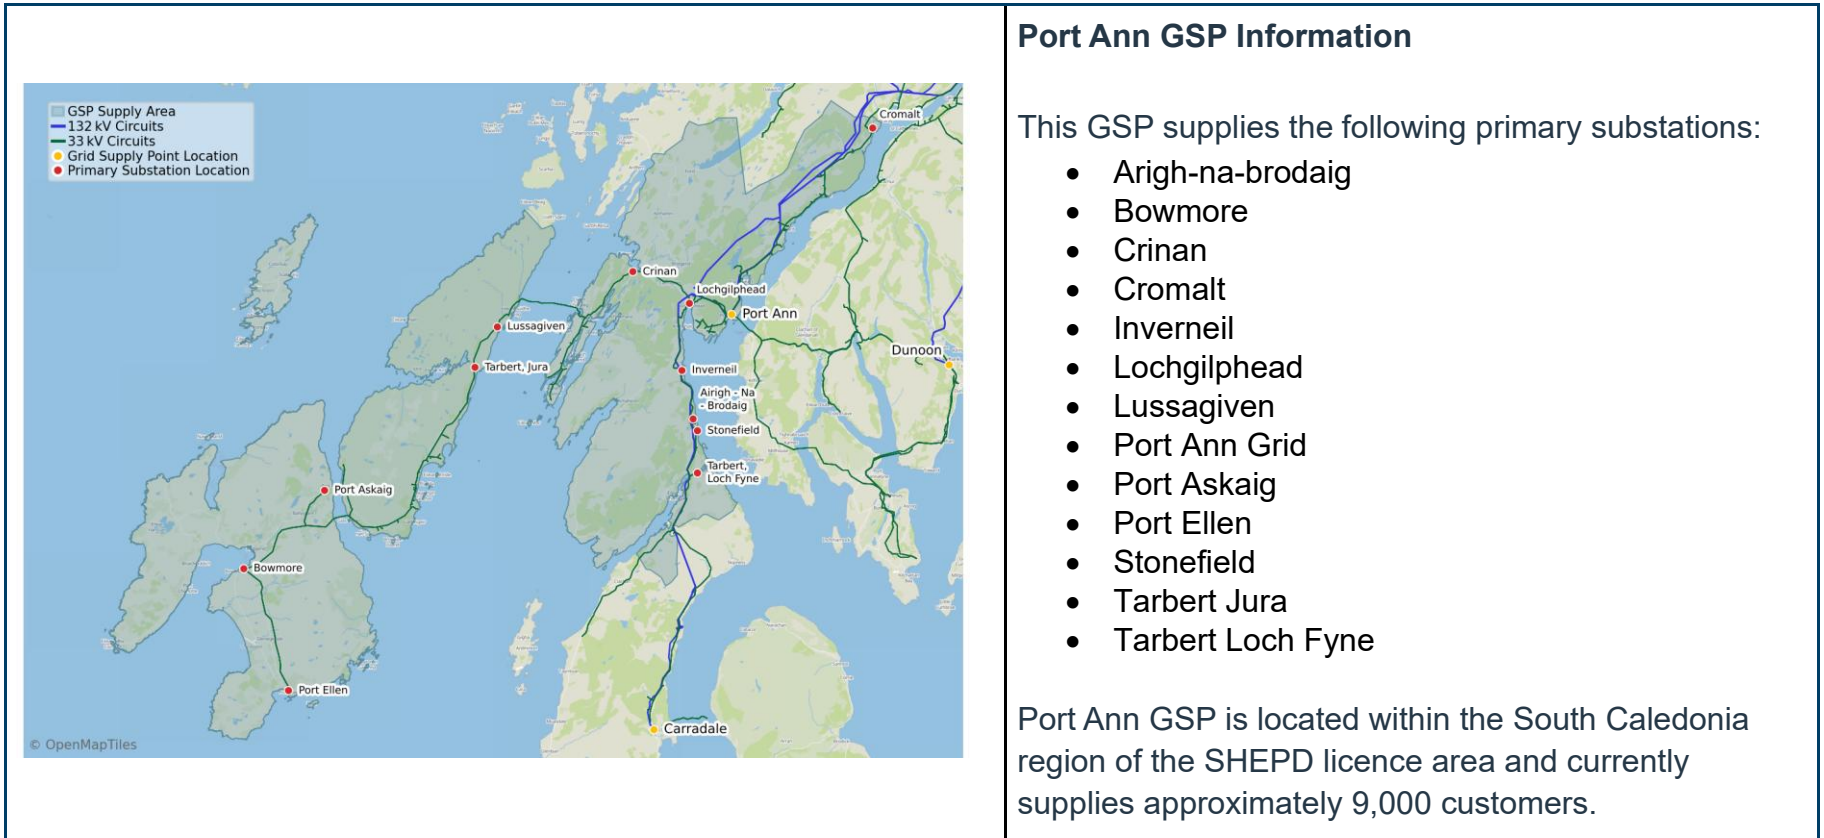 GSP Supply Area
132 kV Circuits
33 kV Circuits
Grid Supply Point Location
Primary Substation Location
Cromalt
Crinan
Lochgilphead
Port Ann
Lussagiven
Dunoon
Tarbert, Jura
Inverneil
Airigh - Na
- Brodaig
Stonefield
Tarbert,
Loch Fyne
Port Askaig
Bowmore
Port Ellen
Carradale
© OpenMapTiles
Port Ann GSP Information
This GSP supplies the following primary substations:
• Arigh-na-brodaig
• Bowmore
• Crinan
• Cromalt
• Inverneil
• Lochgilphead
• Lussagiven
• Port Ann Grid
• Port Askaig
• Port Ellen
• Stonefield
• Tarbert Jura
• Tarbert Loch Fyne
Port Ann GSP is located within the South Caledonia
region of the SHEPD licence area and currently
supplies approximately 9,000 customers.